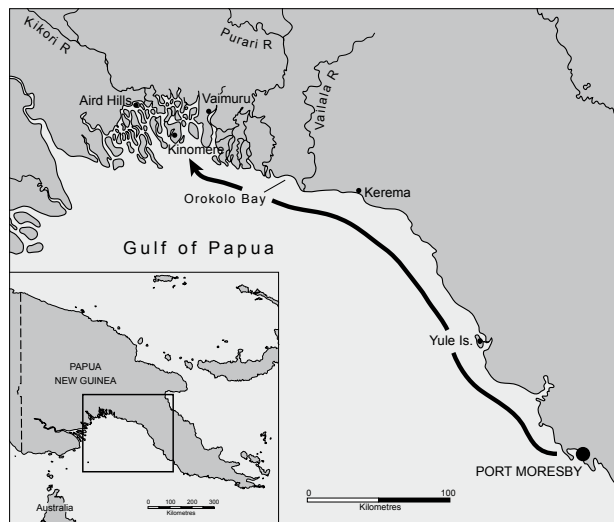 Kikori R
Purari R
Vailala R
Aird Hills
Vaimuru
Kinomere
Kerema
Orokolo Bay
Gulf of Papua
Yule Is.
PORT MORESBY
0 100
Kilometres
PAPUA
NEW GUINEA
Australia
0 100 200 300
Kilometres